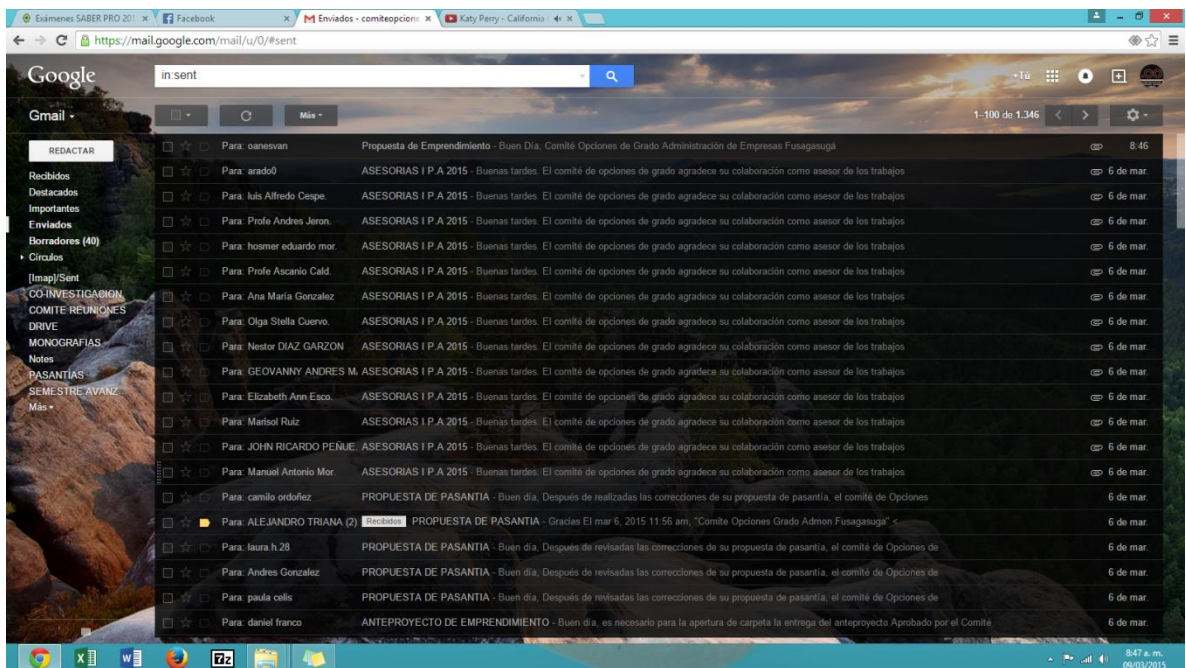 Exámenes SABER PRO 201 Facebook Enviados - comiteopcione Katy Perry - California
https://mail.google.com/mail/u/0/#sent
Google in:sent +Tú
Gmail Más 1–100 de 1.346
REDACTAR
Recibidos
Destacados
Importantes
Enviados
Borradores (40)
Círculos
[Imap]/Sent
CO-INVESTIGACION
COMITE REUNIONES
DRIVE
MONOGRAFIAS
Notes
PASANTÍAS
SEMESTRE AVANZ...
Más
Para: oanesvan Propuesta de Emprendimiento - Buen Día, Comité Opciones de Grado Administración de Empresas Fusagasugá 8:46
Para: arado0 ASESORIAS I P.A 2015 - Buenas tardes. El comité de opciones de grado agradece su colaboración como asesor de los trabajos 6 de mar.
Para: luis Alfredo Cespe. ASESORIAS I P.A 2015 - Buenas tardes. El comité de opciones de grado agradece su colaboración como asesor de los trabajos 6 de mar.
Para: Profe Andres Jeron. ASESORIAS I P.A 2015 - Buenas tardes. El comité de opciones de grado agradece su colaboración como asesor de los trabajos 6 de mar.
Para: hosmer eduardo mor. ASESORIAS I P.A 2015 - Buenas tardes. El comité de opciones de grado agradece su colaboración como asesor de los trabajos 6 de mar.
Para: Profe Ascanio Cald. ASESORIAS I P.A 2015 - Buenas tardes. El comité de opciones de grado agradece su colaboración como asesor de los trabajos 6 de mar.
Para: Ana María Gonzalez ASESORIAS I P.A 2015 - Buenas tardes. El comité de opciones de grado agradece su colaboración como asesor de los trabajos 6 de mar.
Para: Olga Stella Cuervo. ASESORIAS I P.A 2015 - Buenas tardes. El comité de opciones de grado agradece su colaboración como asesor de los trabajos 6 de mar.
Para: Nestor DIAZ GARZON ASESORIAS I P.A 2015 - Buenas tardes. El comité de opciones de grado agradece su colaboración como asesor de los trabajos 6 de mar.
Para: GEOVANNY ANDRES M. ASESORIAS I P.A 2015 - Buenas tardes. El comité de opciones de grado agradece su colaboración como asesor de los trabajos 6 de mar.
Para: Elizabeth Ann Esco. ASESORIAS I P.A 2015 - Buenas tardes. El comité de opciones de grado agradece su colaboración como asesor de los trabajos 6 de mar.
Para: Marisol Ruiz ASESORIAS I P.A 2015 - Buenas tardes. El comité de opciones de grado agradece su colaboración como asesor de los trabajos 6 de mar.
Para: JOHN RICARDO PEÑUE. ASESORIAS I P.A 2015 - Buenas tardes. El comité de opciones de grado agradece su colaboración como asesor de los trabajos 6 de mar.
Para: Manuel Antonio Mor. ASESORIAS I P.A 2015 - Buenas tardes. El comité de opciones de grado agradece su colaboración como asesor de los trabajos 6 de mar.
Para: camilo ordoñez PROPUESTA DE PASANTIA - Buen día, Después de realizadas las correcciones de su propuesta de pasantía, el comité de Opciones 6 de mar.
Para: ALEJANDRO TRIANA (2) Recibidos PROPUESTA DE PASANTIA - Gracias El mar 6, 2015 11:56 am, "Comite Opciones Grado Admon Fusagasuga" < 6 de mar.
Para: laura.h.28 PROPUESTA DE PASANTIA - Buen día, Después de revisadas las correcciones de su propuesta de pasantía, el comité de Opciones de 6 de mar.
Para: Andres Gonzalez PROPUESTA DE PASANTIA - Buen día, Después de revisadas las correcciones de su propuesta de pasantía, el comité de Opciones de 6 de mar.
Para: paula celis PROPUESTA DE PASANTIA - Buen día, Después de revisadas las correcciones de su propuesta de pasantía, el comité de Opciones de 6 de mar.
Para: daniel franco ANTEPROYECTO DE EMPRENDIMIENTO - Buen día, es necesario para la apertura de carpeta la entrega del anteproyecto Aprobado por el Comité 6 de mar.
7z
8:47 a. m.
09/03/2015